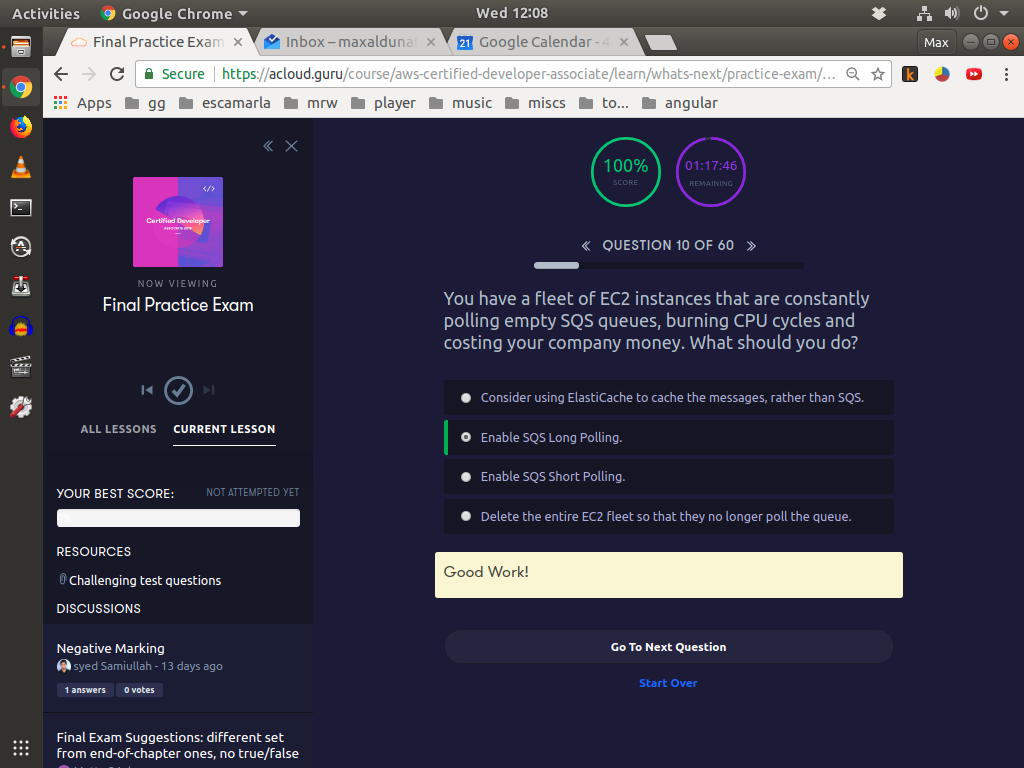 Activities
Google Chrome
Wed 12:08
Final Practice Exam
Inbox – maxaldunat
Google Calendar - 4
Max
Secure
https://acloud.guru/course/aws-certified-developer-associate/learn/whats-next/practice-exam/...
Apps
gg
escamarla
mrw
player
music
miscs
to...
angular
</>
Certified Developer
NOW VIEWING
Final Practice Exam
ALL LESSONS
CURRENT LESSON
YOUR BEST SCORE:
NOT ATTEMPTED YET
RESOURCES
Challenging test questions
DISCUSSIONS
Negative Marking
syed Samiullah - 13 days ago
1 answers
0 votes
Final Exam Suggestions: different set
from end-of-chapter ones, no true/false
100%
SCORE
01:17:46
REMAINING
« QUESTION 10 OF 60 »
You have a fleet of EC2 instances that are constantly
polling empty SQS queues, burning CPU cycles and
costing your company money. What should you do?
Consider using ElastiCache to cache the messages, rather than SQS.
Enable SQS Long Polling.
Enable SQS Short Polling.
Delete the entire EC2 fleet so that they no longer poll the queue.
Good Work!
Go To Next Question
Start Over